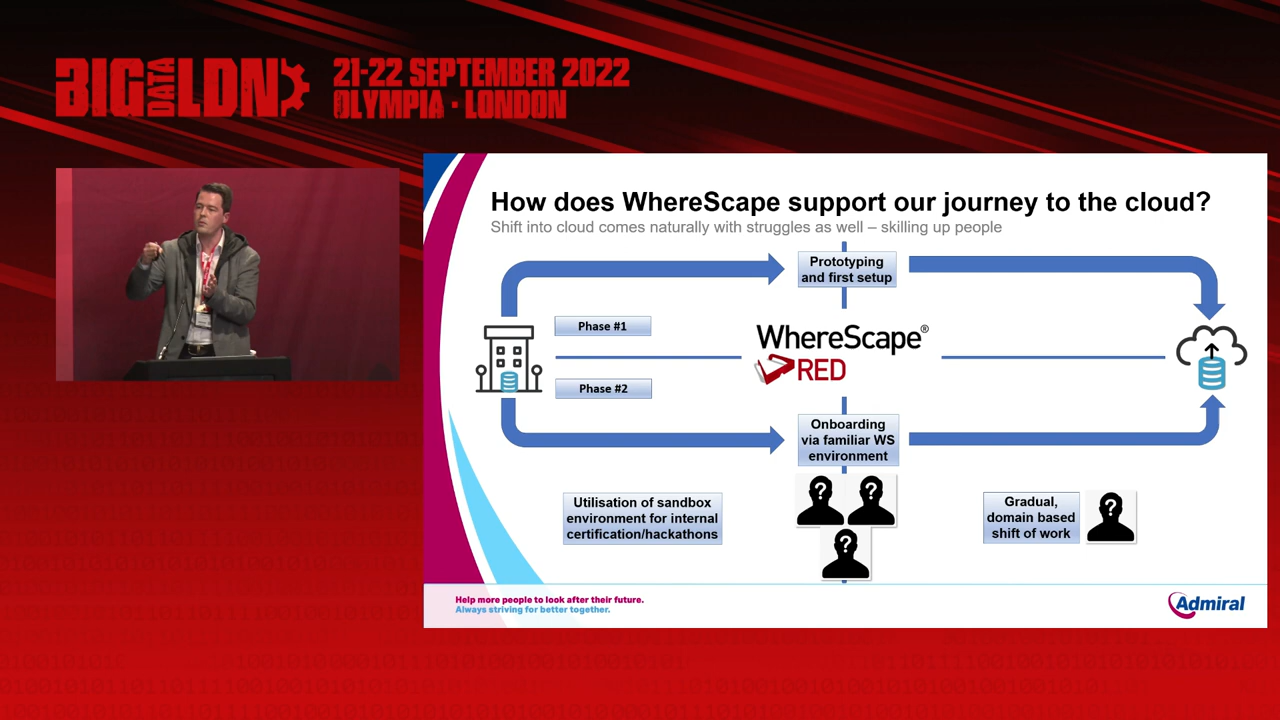 BIG DATA LDN
21-22 SEPTEMBER 2022
OLYMPIA · LONDON
How does WhereScape support our journey to the cloud?
Shift into cloud comes naturally with struggles as well – skilling up people
Prototyping
and first setup
Phase #1
WhereScape®
RED
Phase #2
Onboarding
via familiar WS
environment
Utilisation of sandbox
environment for internal
certification/hackathons
?
?
?
Gradual,
domain based
shift of work
?
Help more people to look after their future.
Always striving for better together.
Admiral